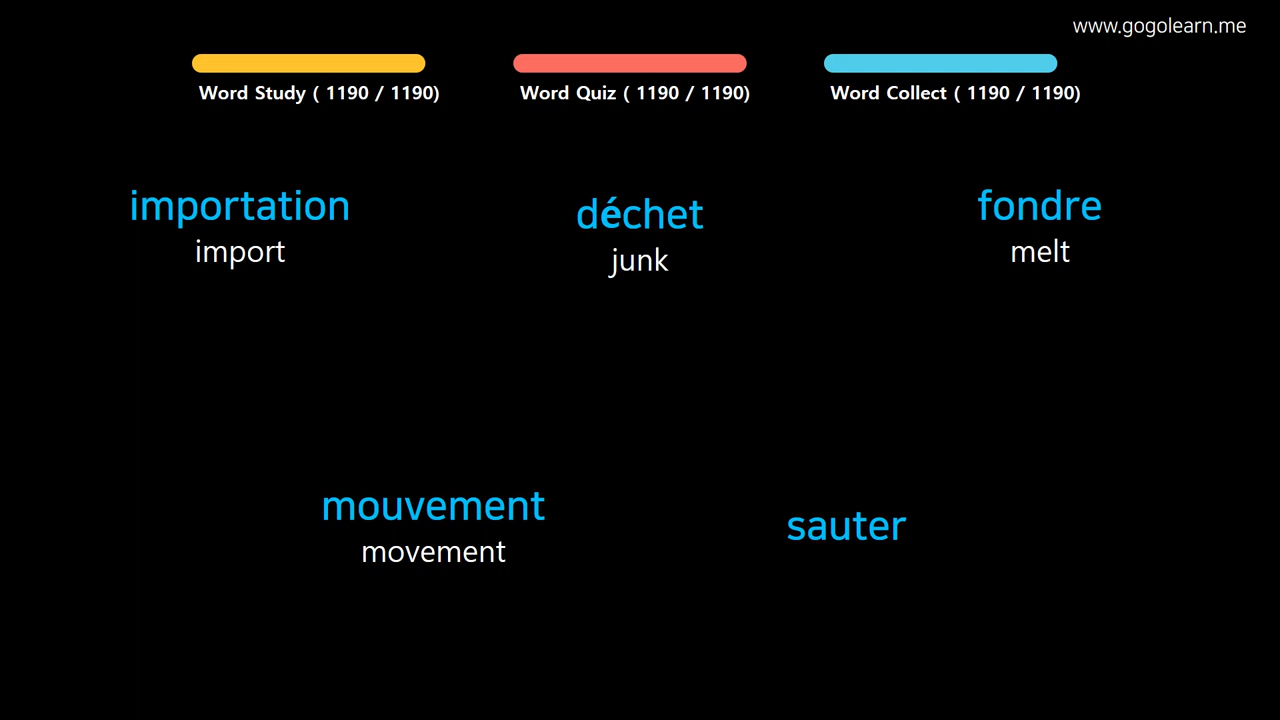 www.gogolearn.me
Word Study ( 1190 / 1190)
Word Quiz ( 1190 / 1190)
Word Collect ( 1190 / 1190)
importation
import
déchet
junk
fondre
melt
mouvement
movement
sauter